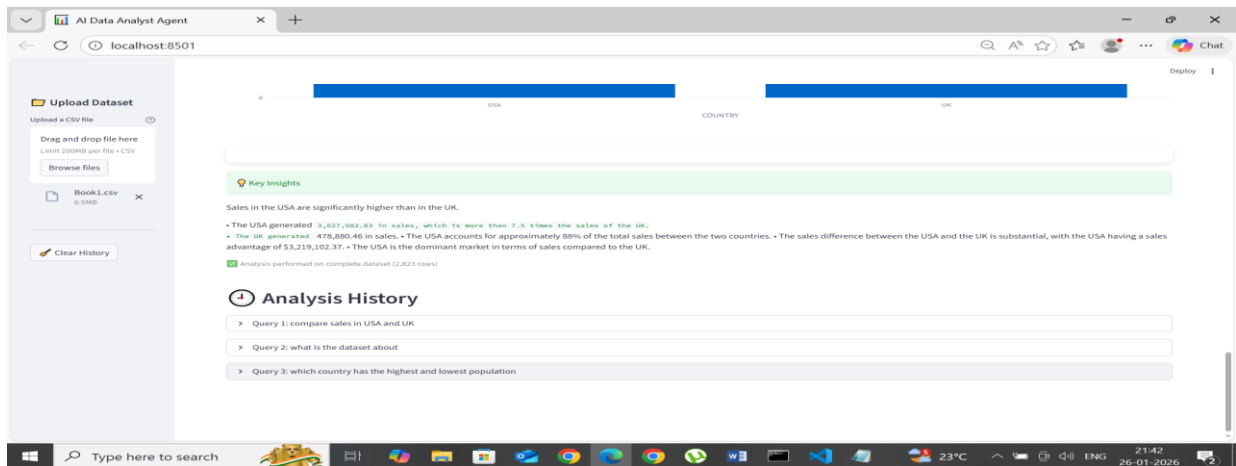 AI Data Analyst Agent
localhost:8501
Chat
Deploy
Upload Dataset
Upload a CSV file
Drag and drop file here
Limit 200MB per file • CSV
Browse files
Book1.csv
0.5MB
Clear History
0
USA
UK
COUNTRY
Key Insights
Sales in the USA are significantly higher than in the UK.
• The USA generated 3,627,982.83 in sales, which is more than 7.5 times the sales of the UK.
• The UK generated 478,880.46 in sales. • The USA accounts for approximately 88% of the total sales between the two countries. • The sales difference between the USA and the UK is substantial, with the USA having a sales
advantage of $3,219,102.37. • The USA is the dominant market in terms of sales compared to the UK.
Analysis performed on complete dataset (2,823 rows)
Analysis History
Query 1: compare sales in USA and UK
Query 2: what is the dataset about
Query 3: which country has the highest and lowest population
Type here to search
23°C
ENG
21:42
26-01-2026
2